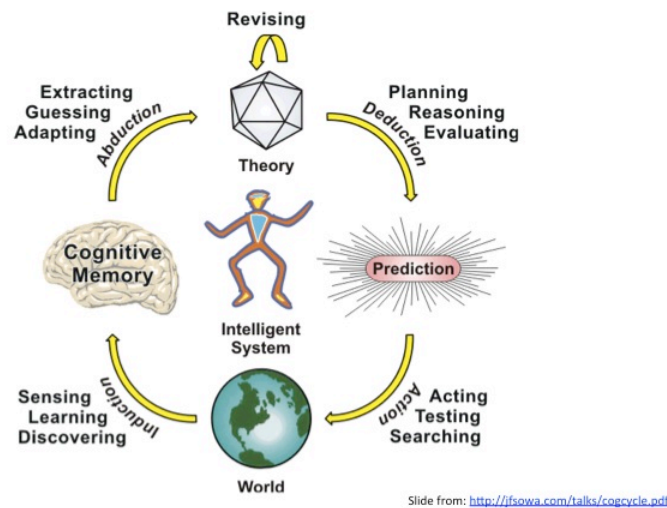 Revising
Extracting
Guessing
Adapting
Abduction
Theory
Planning
Reasoning
Evaluating
Deduction
Cognitive
Memory
Intelligent
System
Prediction
Sensing
Learning
Discovering
Induction
World
Acting
Testing
Searching
Action
Slide from: http://jfsowa.com/talks/cogcycle.pdf